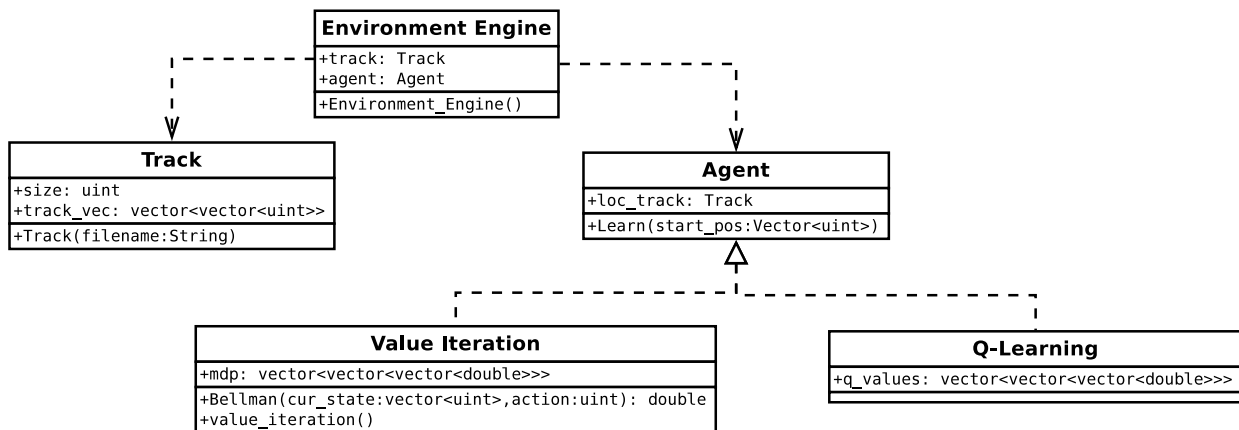 Environment Engine
+track: Track
+agent: Agent
+Environment_Engine()
Track
+size: uint
+track_vec: vector<vector<uint>>
+Track(filename:String)
Agent
+loc_track: Track
+Learn(start_pos:Vector<uint>)
Value Iteration
+mdp: vector<vector<vector<double>>>
+Bellman(cur_state:vector<uint>,action:uint): double
+value_iteration()
Q-Learning
+q_values: vector<vector<vector<double>>>